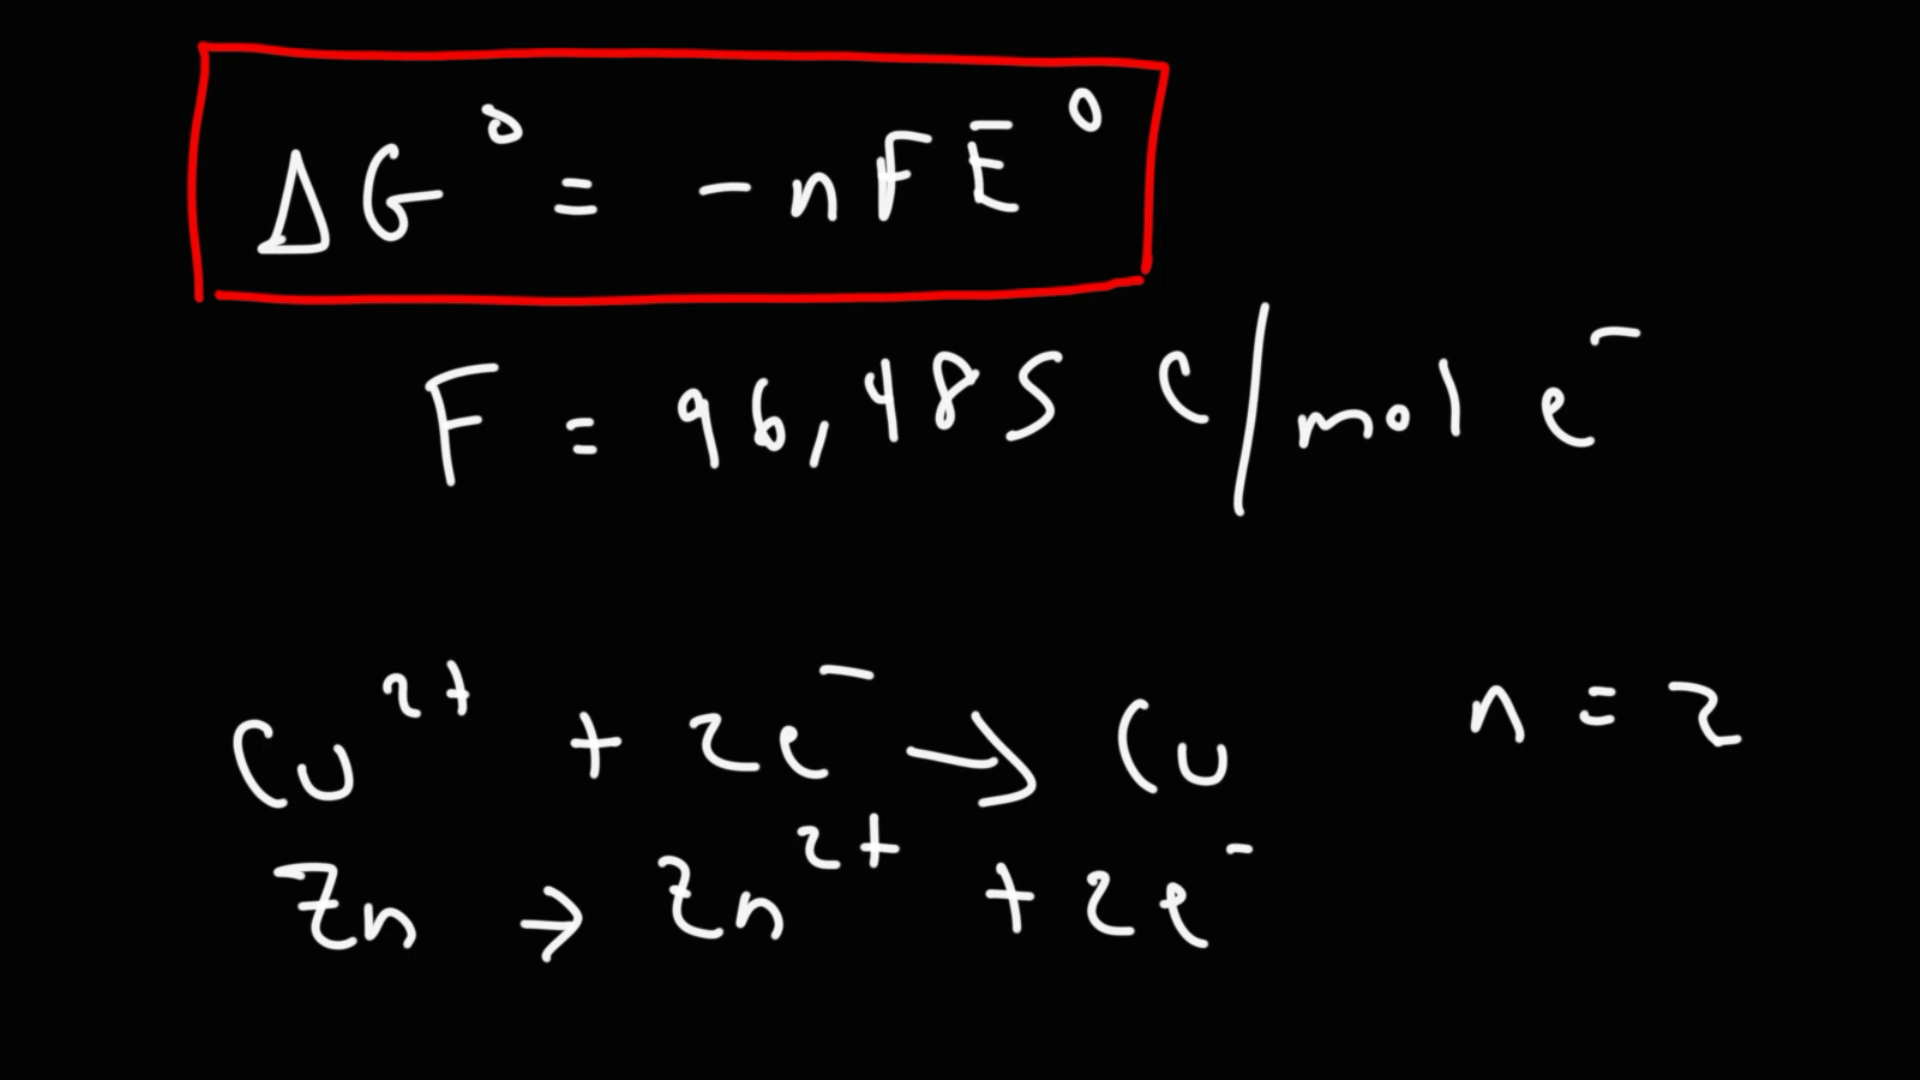 ΔG° = -nFE°
F = 96,485 C/mol e⁻
Cu²⁺ + 2e⁻ → Cu n = 2
Zn → Zn²⁺ + 2e⁻